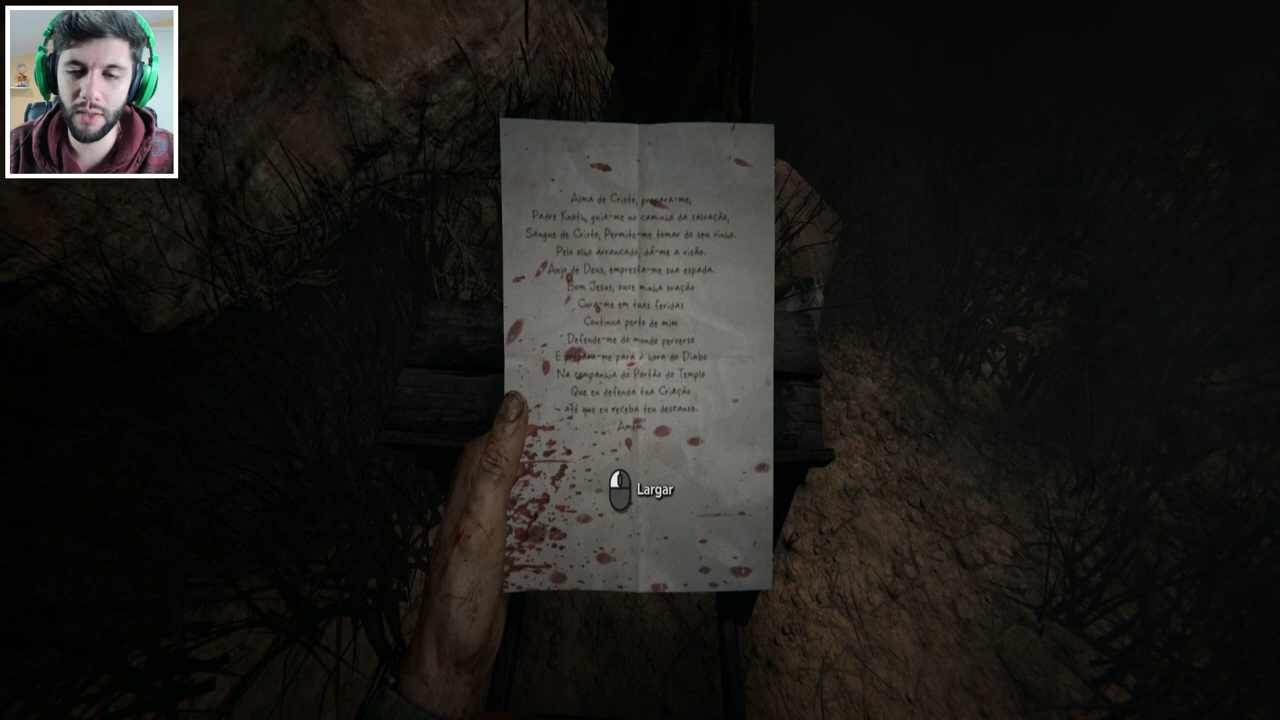 Alma de Cristo, prepara-me,
Padre Knoth, guia-me no caminho da salvação,
Sangue de Cristo, Permite-me tomar do seu vinho.
Pelo olho arrancado, dá-me a visão.
Anjo de Deus, empresta-me sua espada.
Bom Jesus, ouve minha oração
Cura-me em tuas feridas
Continua perto de mim
Defende-me do mundo perverso
E prepara-me para a hora do Diabo
Na companhia do Portão do Templo
Que eu defenda tua Criação
até que eu receba teu descanso.
Amém.
Largar